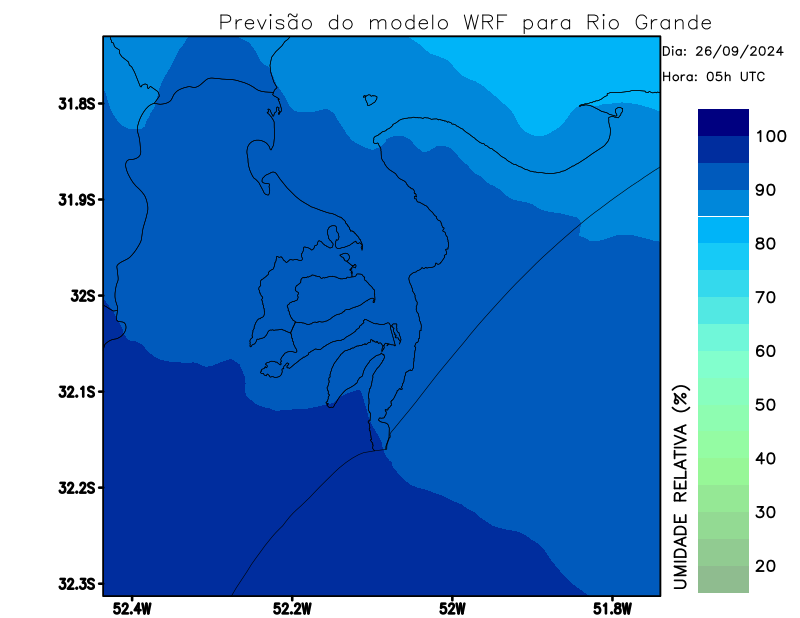 Previsão do modelo WRF para Rio Grande
Dia: 26/09/2024
Hora: 05h UTC
31.8S
31.9S
32S
32.1S
32.2S
32.3S
52.4W
52.2W
52W
51.8W
UMIDADE RELATIVA (%)
100
90
80
70
60
50
40
30
20